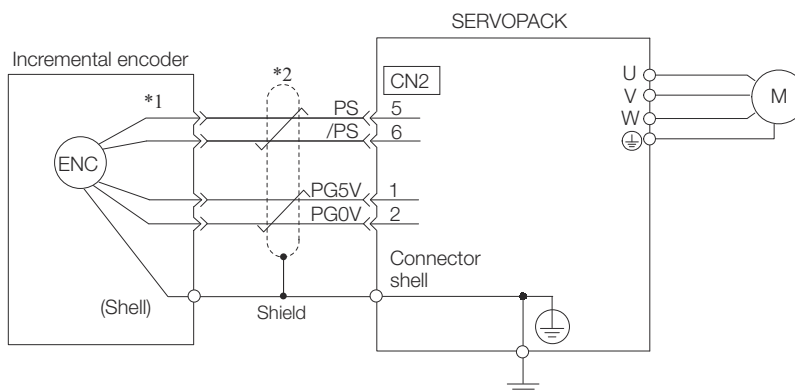 SERVOPACK
Incremental encoder
*1
*2
CN2
PS 5
/PS 6
ENC
PG5V 1
PG0V 2
U
V
W
M
Connector
shell
(Shell)
Shield